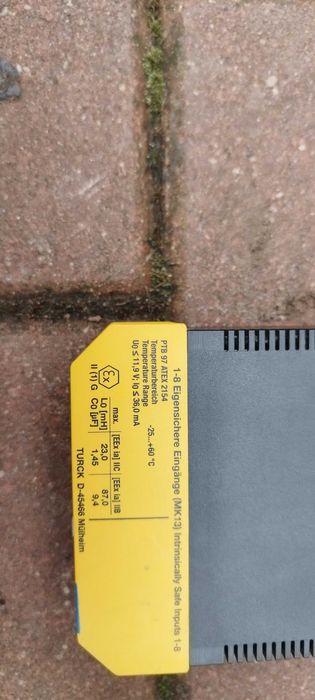 1-8 Eigensichere Eingänge (MK13) Intrinsically Safe Inputs 1-8
PTB 97 ATEX 2154
Temperaturbereich
Temperature Range -25...+60 °C
U₀ ≤ 11,9 V; I₀ ≤ 36,0 mA
max. [EEx ia] IIC [EEx ia] IIB
εx L₀ [mH] 23,0 87,0
II (1) G C₀ [µF] 1,45 9,4
TURCK D-45466 Mülheim